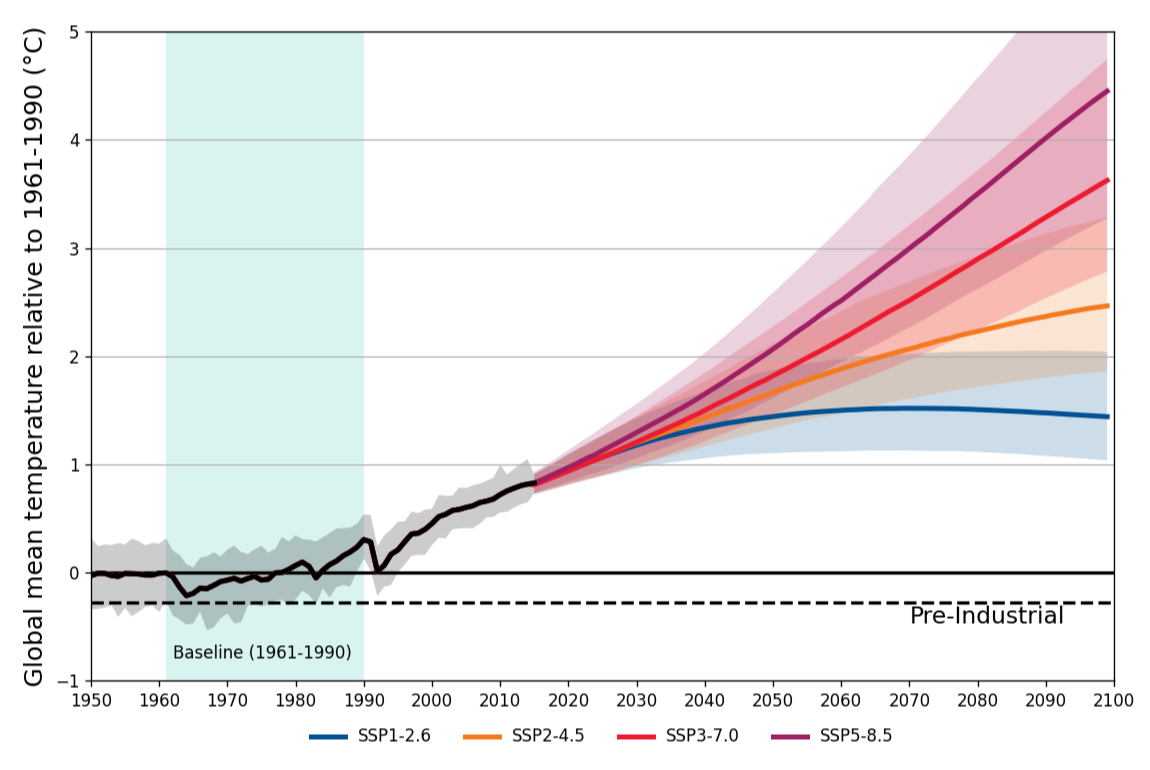 Global mean temperature relative to 1961-1990 (°C)
5
4
3
2
1
0
−1
Pre-Industrial
Baseline (1961-1990)
1950 1960 1970 1980 1990 2000 2010 2020 2030 2040 2050 2060 2070 2080 2090 2100
SSP1-2.6 SSP2-4.5 SSP3-7.0 SSP5-8.5